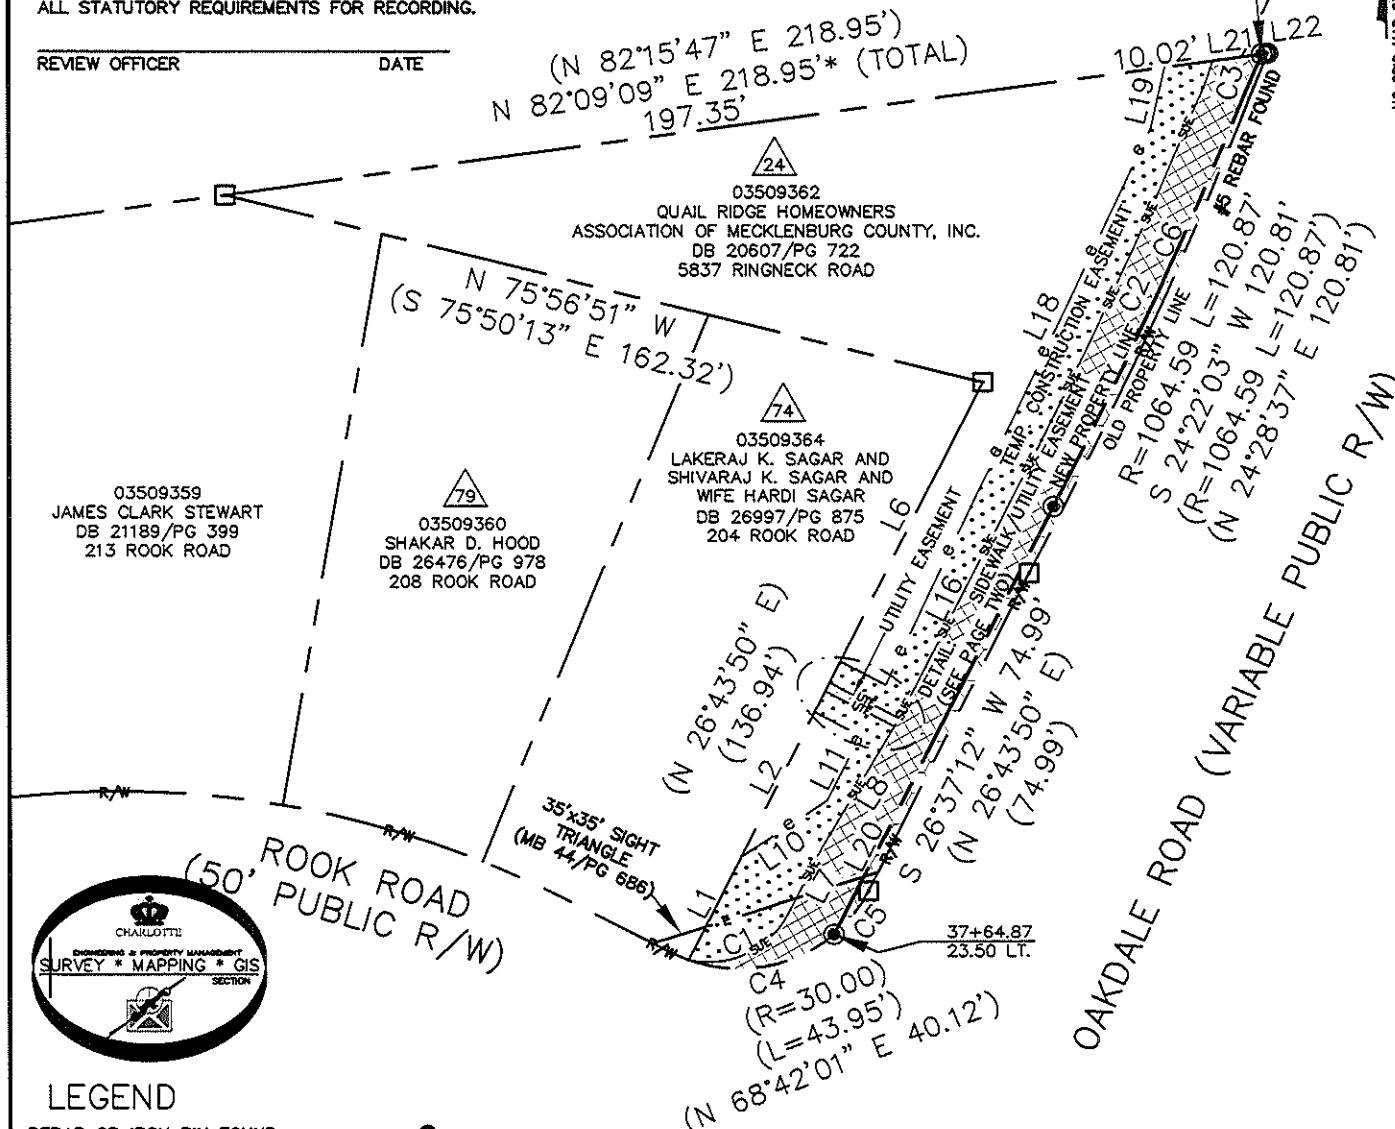 ALL STATUTORY REQUIREMENTS FOR RECORDING.
REVIEW OFFICER DATE
(N 82°15'47" E 218.95')
N 82°09'09" E 218.95'* (TOTAL)
197.35'
10.02' L21 L22
L19
C3
#5 REBAR FOUND
24
03509362
QUAIL RIDGE HOMEOWNERS
ASSOCIATION OF MECKLENBURG COUNTY, INC.
DB 20607/PG 722
5837 RINGNECK ROAD
N 75°56'51" W
(S 75°50'13" E 162.32')
e
SUE
e
SUE
e
L18
e
TEMP. CONSTRUCTION EASEMENT
C2
C6
R/W
NEW PROPERTY LINE
OLD PROPERTY LINE
R=1064.59 L=120.87'
S 24°22'03" W 120.81'
(R=1064.59 L=120.87')
(N 24°28'37" E 120.81')
74
03509364
LAKERAJ K. SAGAR AND
SHIVARAJ K. SAGAR AND
WIFE HARDI SAGAR
DB 26997/PG 875
204 ROOK ROAD
79
03509360
SHAKAR D. HOOD
DB 26476/PG 978
208 ROOK ROAD
03509359
JAMES CLARK STEWART
DB 21189/PG 399
213 ROOK ROAD
L6
UTILITY EASEMENT
e
L16
SUE
SIDEWALK/UTILITY EASEMENT
DETAIL
(SEE PAGE TWO)
R/W
(N 26°43'50" E)
(136.94')
S 26°37'12" W 74.99'
(N 26°43'50" E)
(74.99')
OAKDALE ROAD (VARIABLE PUBLIC R/W)
L2
L11
e
SUE
L8
L20
R/W
L10
e
L7
L1
e
SUE
C1
SUE
C5
C4
37+64.87
23.50 LT.
35'x35' SIGHT
TRIANGLE
(MB 44/PG 686)
R/W
R/W
R/W
ROOK ROAD
(50' PUBLIC R/W)
(R=30.00)
(L=43.95')
(N 68°42'01" E 40.12')
CHARLOTTE
ENGINEERING & PROPERTY MANAGEMENT
SURVEY * MAPPING * GIS
SECTION
LEGEND